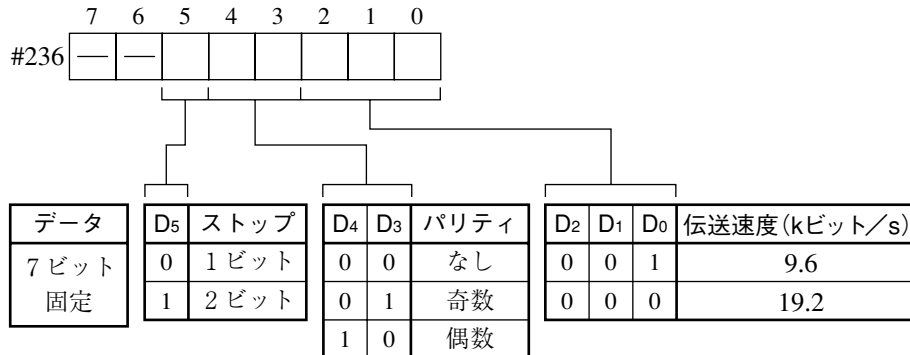 7 6 5 4 3 2 1 0
#236 — —
データ
7ビット
固定
D5 ストップ
0 1ビット
1 2ビット
D4 D3 パリティ
0 0 なし
0 1 奇数
1 0 偶数
D2 D1 D0 伝送速度(kビット/s)
0 0 1 9.6
0 0 0 19.2